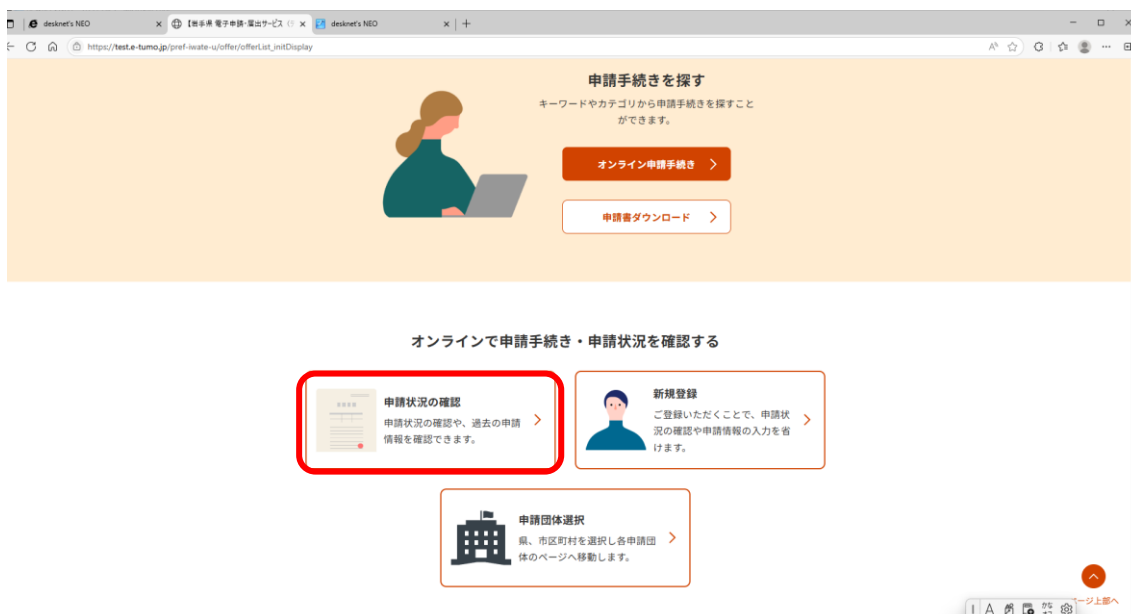 desknet's NEO
【岩手県 電子申請・届出サービス
desknet's NEO
https://test.e-tumo.jp/pref-iwate-u/offer/offerList_initDisplay
申請手続きを探す
キーワードやカテゴリから申請手続きを探すこと
ができます。
オンライン申請手続き
申請書ダウンロード
オンラインで申請手続き・申請状況を確認する
申請状況の確認
申請状況の確認や、過去の申請
情報を確認できます。
新規登録
ご登録いただくことで、申請状
況の確認や申請情報の入力を省
けます。
申請団体選択
県、市区町村を選択し各申請団
体のページへ移動します。
ページ上部へ
A
かな